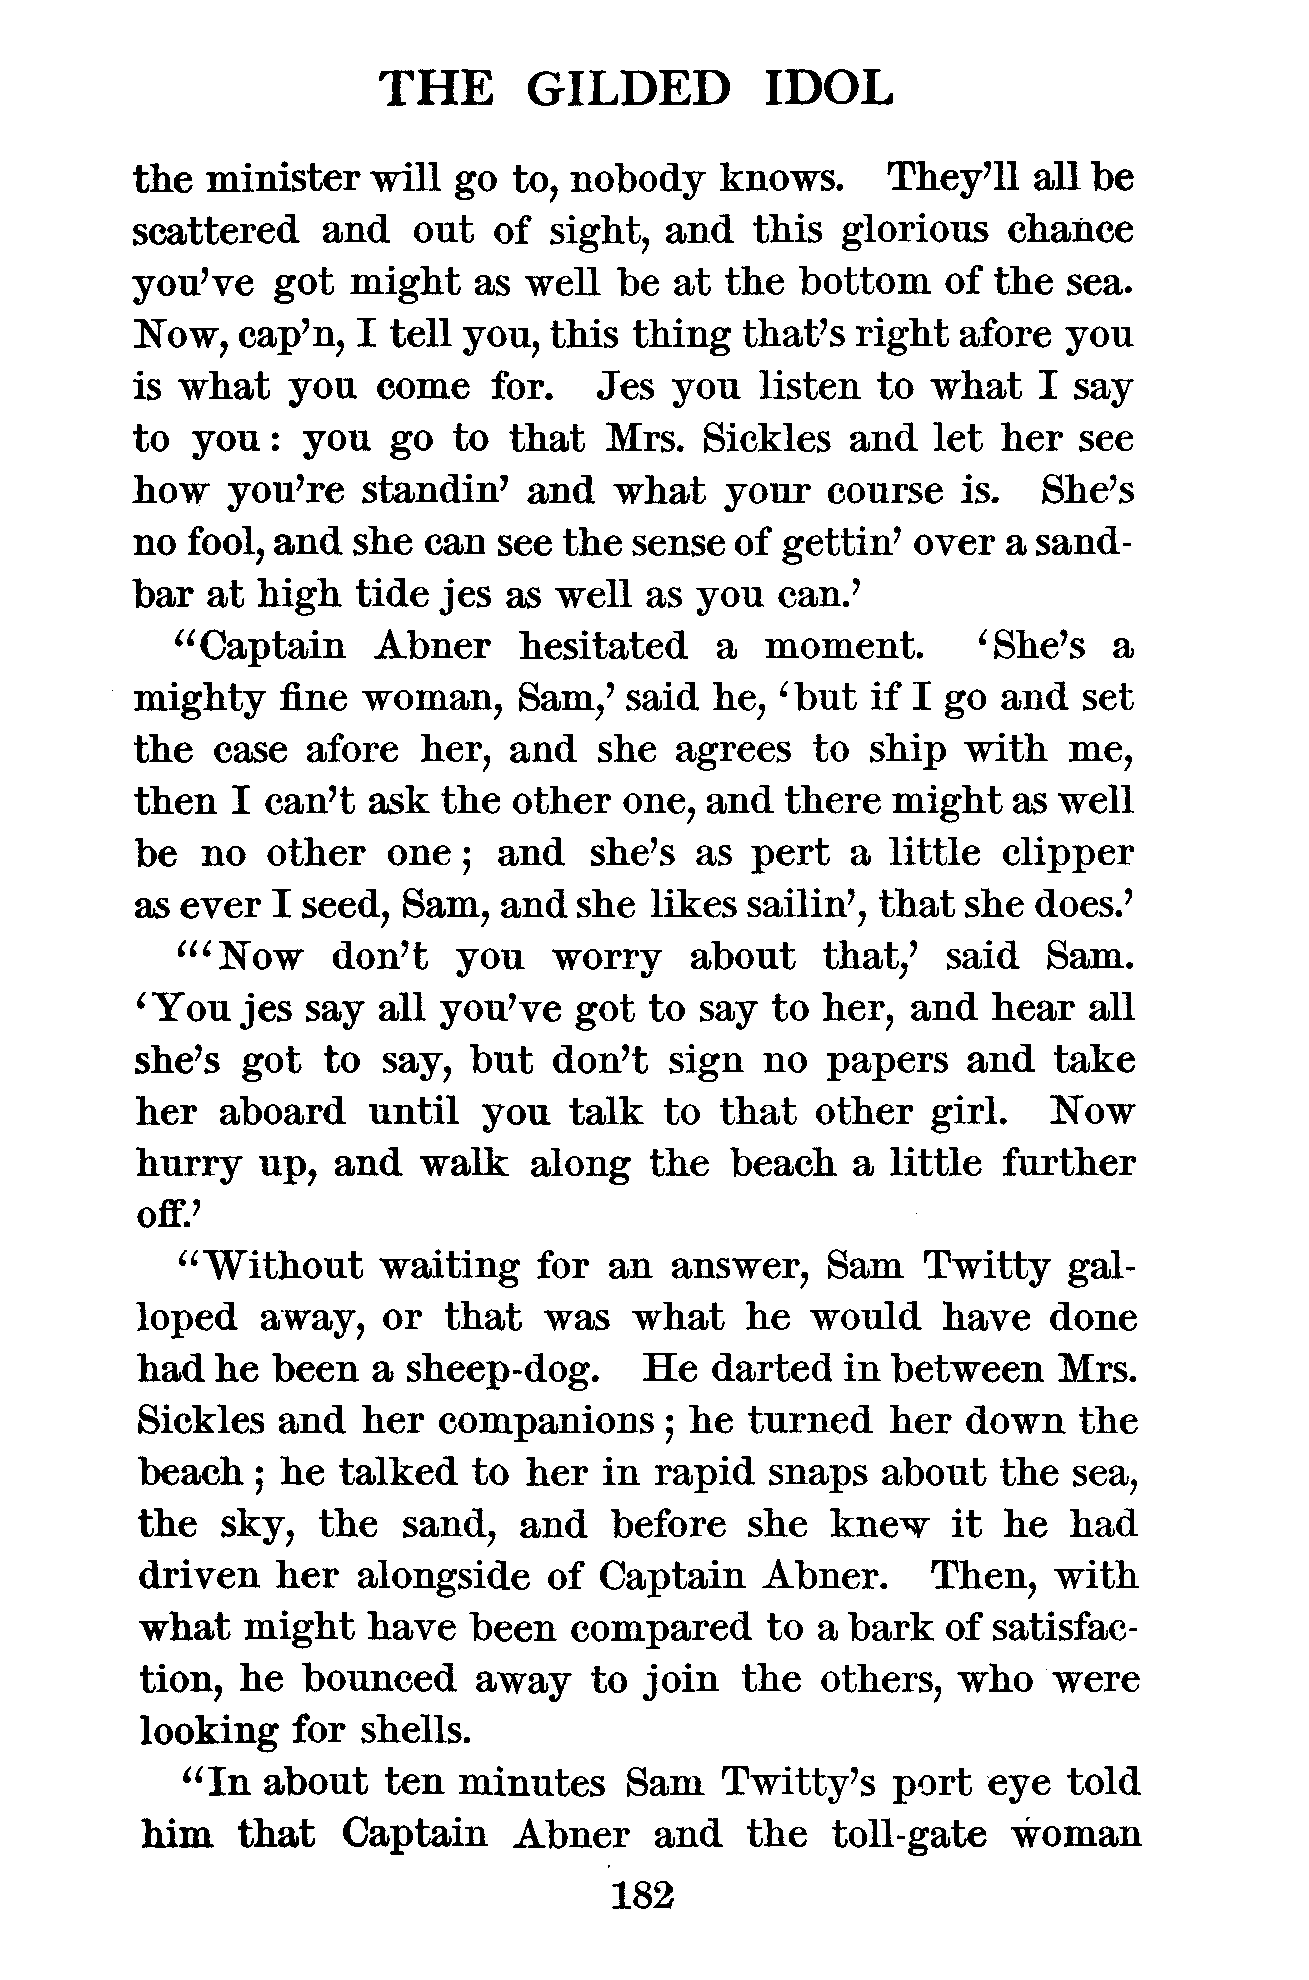 THE GILDED IDOL
the minister will go to, nobody knows. They'll all be
scattered and out of sight, and this glorious chance
you've got might as well be at the bottom of the sea.
Now, cap'n, I tell you, this thing that's right afore you
is what you come for. Jes you listen to what I say
to you : you go to that Mrs. Sickles and let her see
how you're standin' and what your course is. She's
no fool, and she can see the sense of gettin' over a sand-
bar at high tide jes as well as you can.'
"Captain Abner hesitated a moment. 'She's a
mighty fine woman, Sam,' said he, 'but if I go and set
the case afore her, and she agrees to ship with me,
then I can't ask the other one, and there might as well
be no other one ; and she's as pert a little clipper
as ever I seed, Sam, and she likes sailin', that she does.'
"'Now don't you worry about that,' said Sam.
'You jes say all you've got to say to her, and hear all
she's got to say, but don't sign no papers and take
her aboard until you talk to that other girl. Now
hurry up, and walk along the beach a little further
off.'
"Without waiting for an answer, Sam Twitty gal-
loped away, or that was what he would have done
had he been a sheep-dog. He darted in between Mrs.
Sickles and her companions ; he turned her down the
beach ; he talked to her in rapid snaps about the sea,
the sky, the sand, and before she knew it he had
driven her alongside of Captain Abner. Then, with
what might have been compared to a bark of satisfac-
tion, he bounced away to join the others, who were
looking for shells.
"In about ten minutes Sam Twitty's port eye told
him that Captain Abner and the toll-gate woman
182